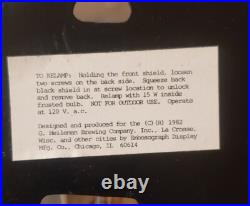 TO RELAMP: Holding the front shield, loosen
two screws on the back side. Squeeze back
black shield in at screw location to unlock
and remove back. Relamp with 15 W inside
frosted bulb. NOT FOR OUTDOOR USE. Operate
at 120 V. a.c.
Designed and produced for the (C)(R) 1982
G. Heileman Brewing Company, Inc., La Crosse,
Wisc. and other cities by Embosograph Display
Mfg. Co., Chicago, IL 60614